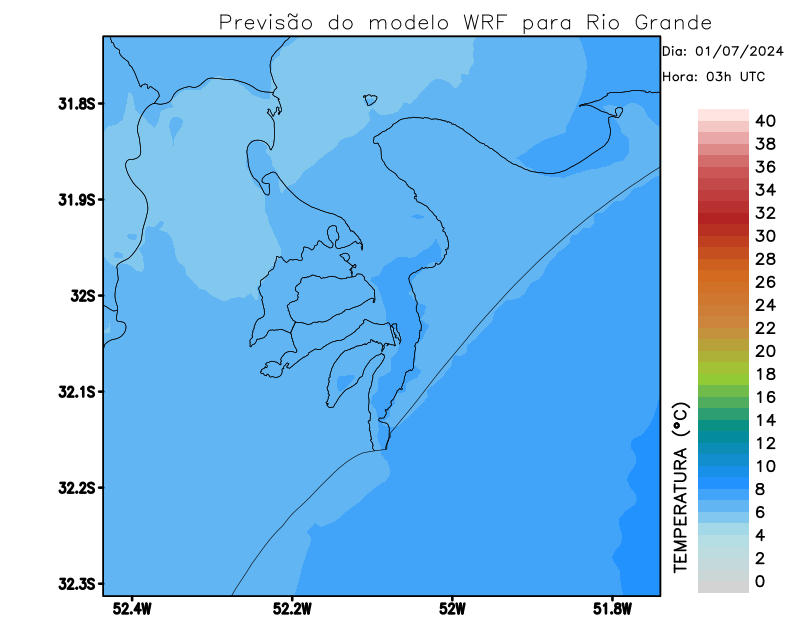 Previsão do modelo WRF para Rio Grande
Dia: 01/07/2024
Hora: 03h UTC
31.8S
31.9S
32S
32.1S
32.2S
32.3S
52.4W
52.2W
52W
51.8W
TEMPERATURA (°C)
40
38
36
34
32
30
28
26
24
22
20
18
16
14
12
10
8
6
4
2
0